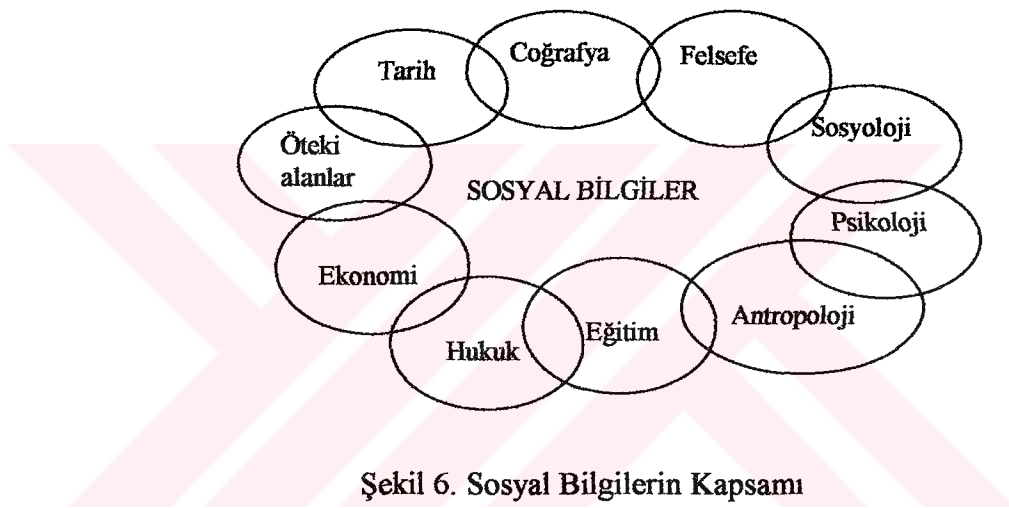 Coğrafya
Felsefe
Tarih
Sosyoloji
Öteki
alanlar
SOSYAL BİLGİLER
Psikoloji
Ekonomi
Antropoloji
Eğitim
Hukuk
Şekil 6. Sosyal Bilgilerin Kapsamı